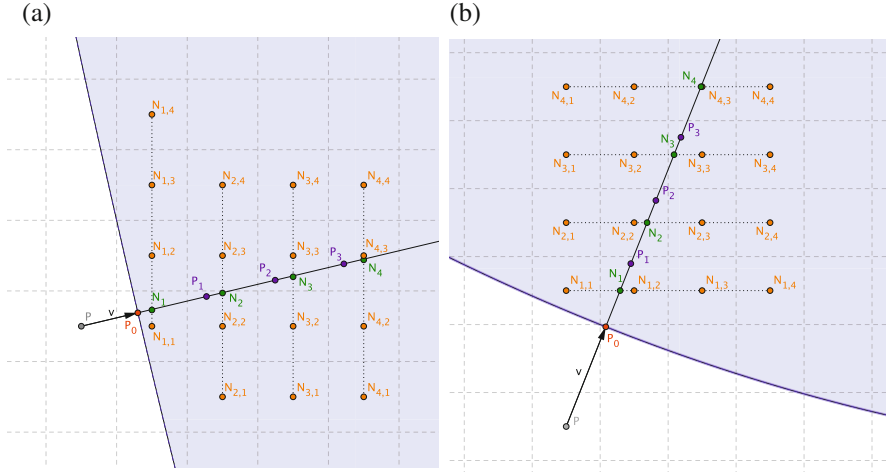 (a)
N1,4
N1,3 N2,4 N3,4 N4,4
N1,2 N2,3 N3,3 N4,3
P1 P2 P3
N1 N2 N3 N4
P v P0
N1,1 N2,2 N3,2 N4,2
N2,1 N3,1 N4,1
(b)
N4
N4,1 N4,2 N4,3 N4,4
P3
N3
N3,1 N3,2 N3,3 N3,4
P2
N2,1 N2,2 N2 N2,3 N2,4
P1
N1,1 N1 N1,2 N1,3 N1,4
P0
v
P